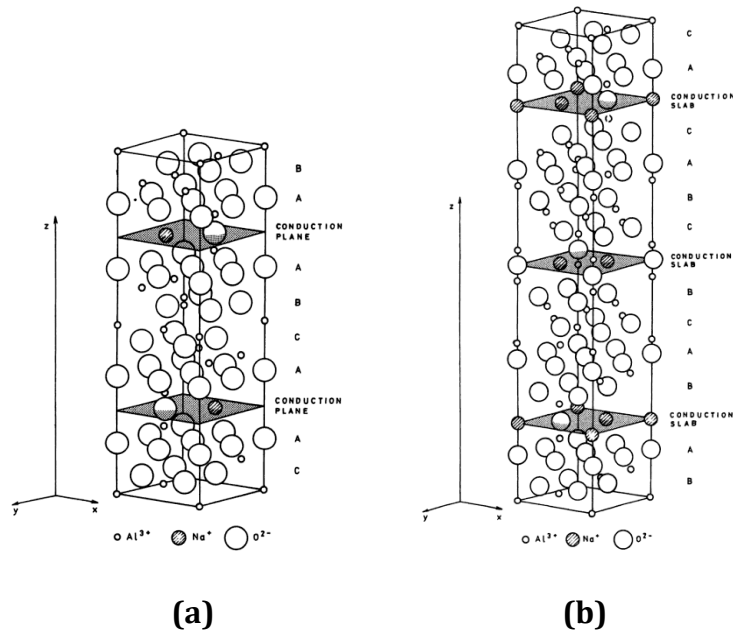 z
B
A
CONDUCTION
PLANE
A
B
C
A
CONDUCTION
PLANE
A
C
y
x
Al³⁺ Na⁺ O²⁻
(a)
C
A
CONDUCTION
SLAB
C
A
z
B
C
CONDUCTION
SLAB
B
C
A
B
CONDUCTION
SLAB
A
B
y
x
Al³⁺ Na⁺ O²⁻
(b)